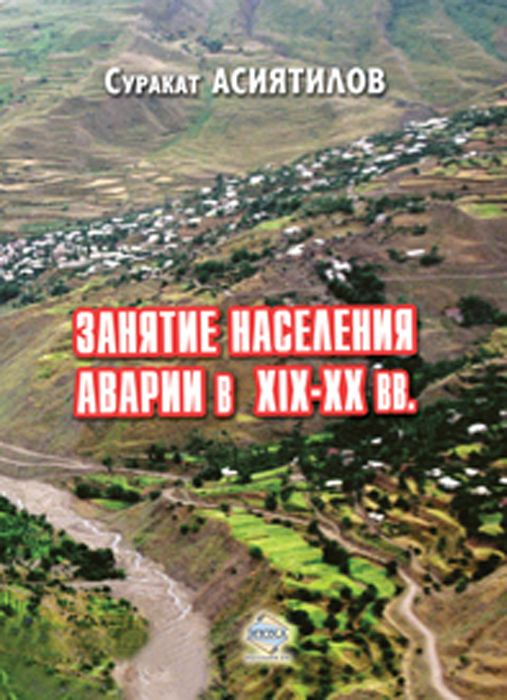 Суракат АСИЯТИЛОВ
ЗАНЯТИЕ НАСЕЛЕНИЯ
АВАРИИ В XIX-XX ВВ.